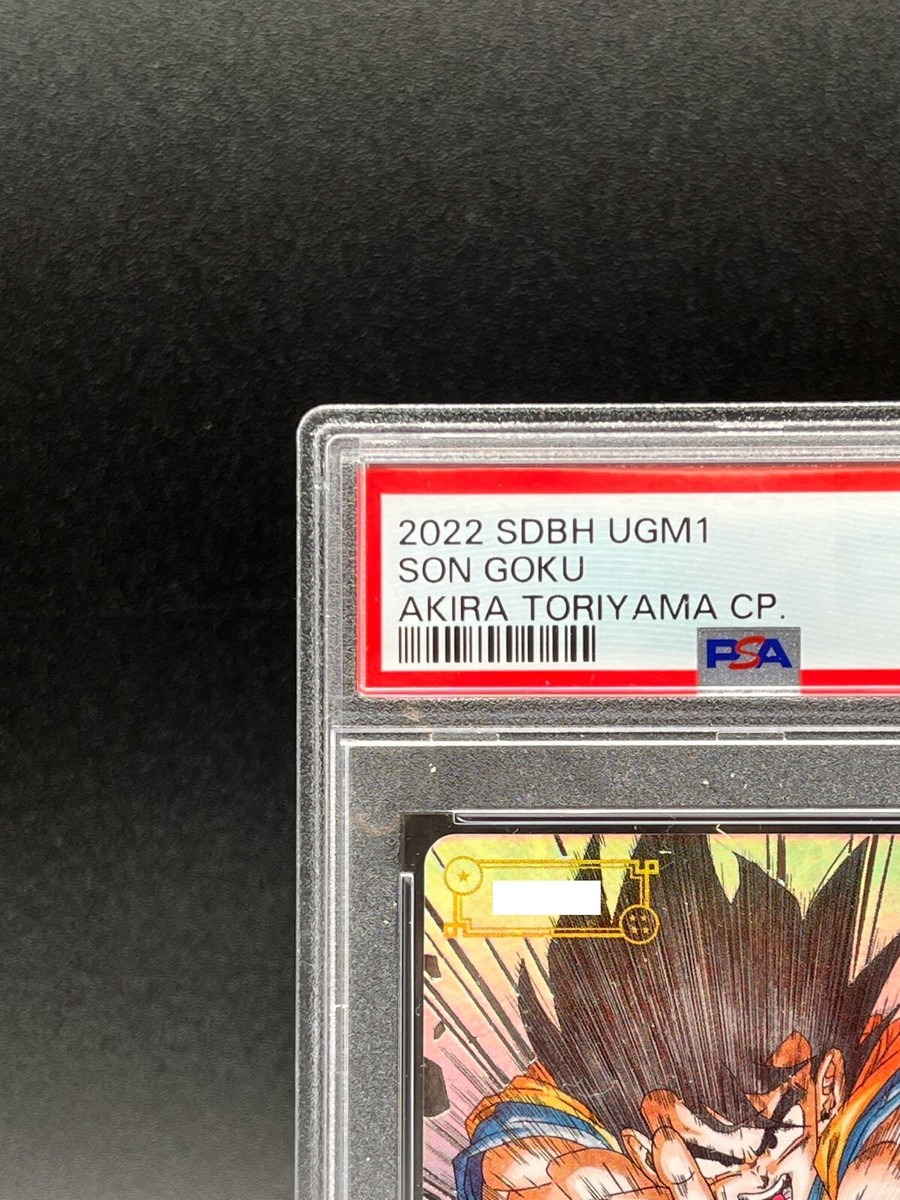 2022 SDBH UGM1
SON GOKU
AKIRA TORIYAMA CP.
PSA